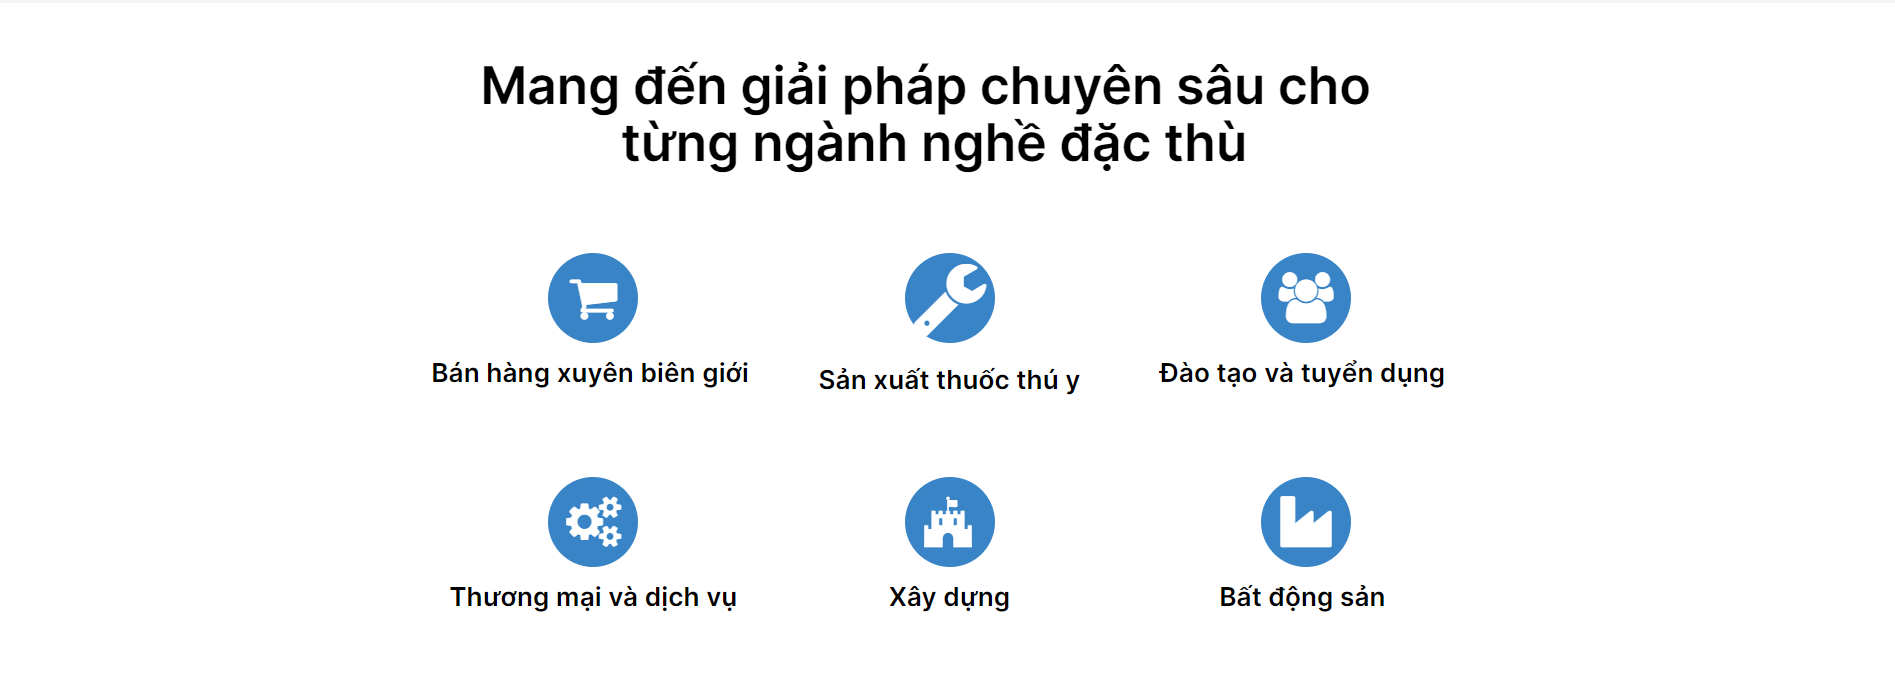 Mang đến giải pháp chuyên sâu cho
từng ngành nghề đặc thù
Bán hàng xuyên biên giới
Sản xuất thuốc thú y
Đào tạo và tuyển dụng
Thương mại và dịch vụ
Xây dựng
Bất động sản